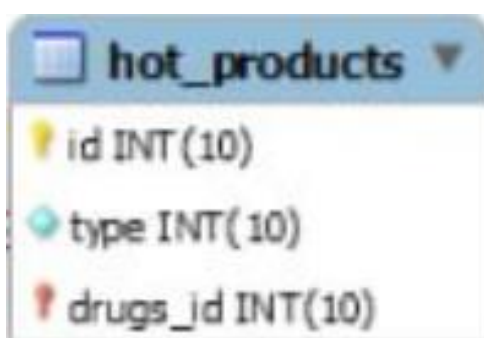 hot_products
id INT(10)
type INT(10)
drugs_id INT(10)